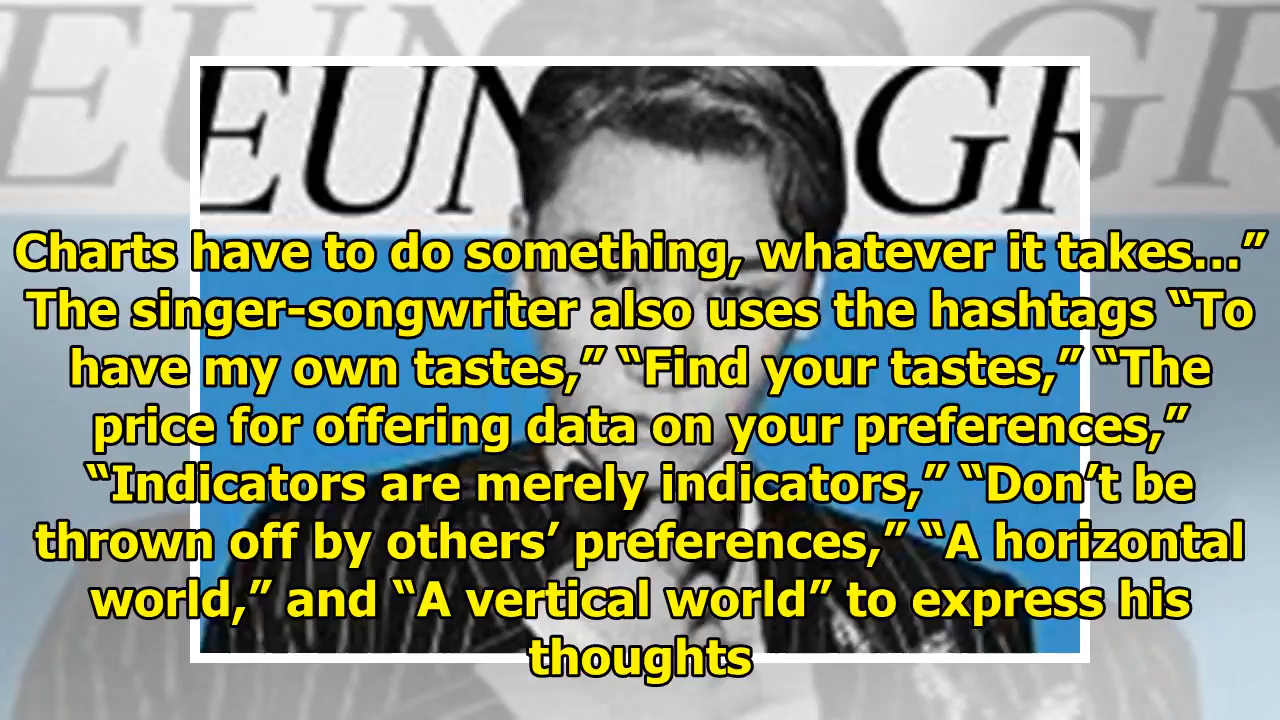 EUN GR
Charts have to do something, whatever it takes…”
The singer-songwriter also uses the hashtags “To
have my own tastes,” “Find your tastes,” “The
price for offering data on your preferences,”
“Indicators are merely indicators,” “Don’t be
thrown off by others’ preferences,” “A horizontal
world,” and “A vertical world” to express his
thoughts